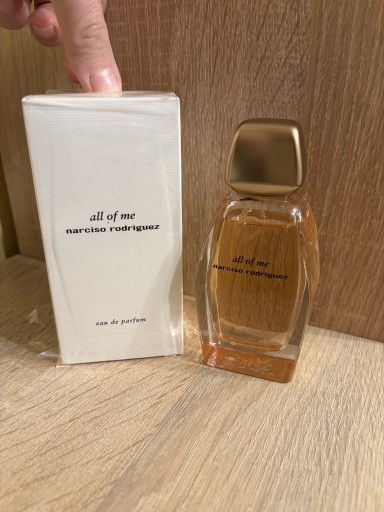 all of me
narciso rodriguez
eau de parfum
all of me
narciso rodriguez